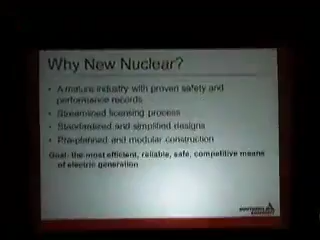 Why New Nuclear?
• A mature industry with proven safety and
performance records
• Streamlined licensing process
• Standardized and simplified designs
• Pre-planned and modular construction
Goal: the most efficient, reliable, safe, competitive means
of electric generation